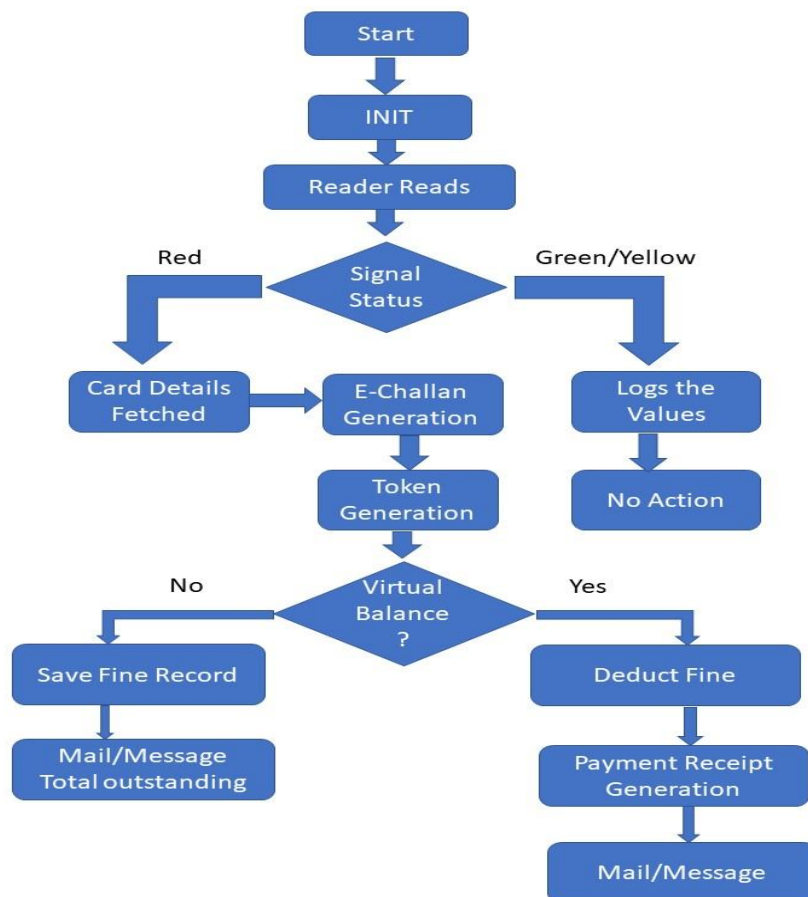 Start
INIT
Reader Reads
Red
Green/Yellow
Signal
Status
Card Details
Fetched
E-Challan
Generation
Logs the
Values
Token
Generation
No Action
No
Virtual
Balance
?
Yes
Save Fine Record
Deduct Fine
Mail/Message
Total outstanding
Payment Receipt
Generation
Mail/Message